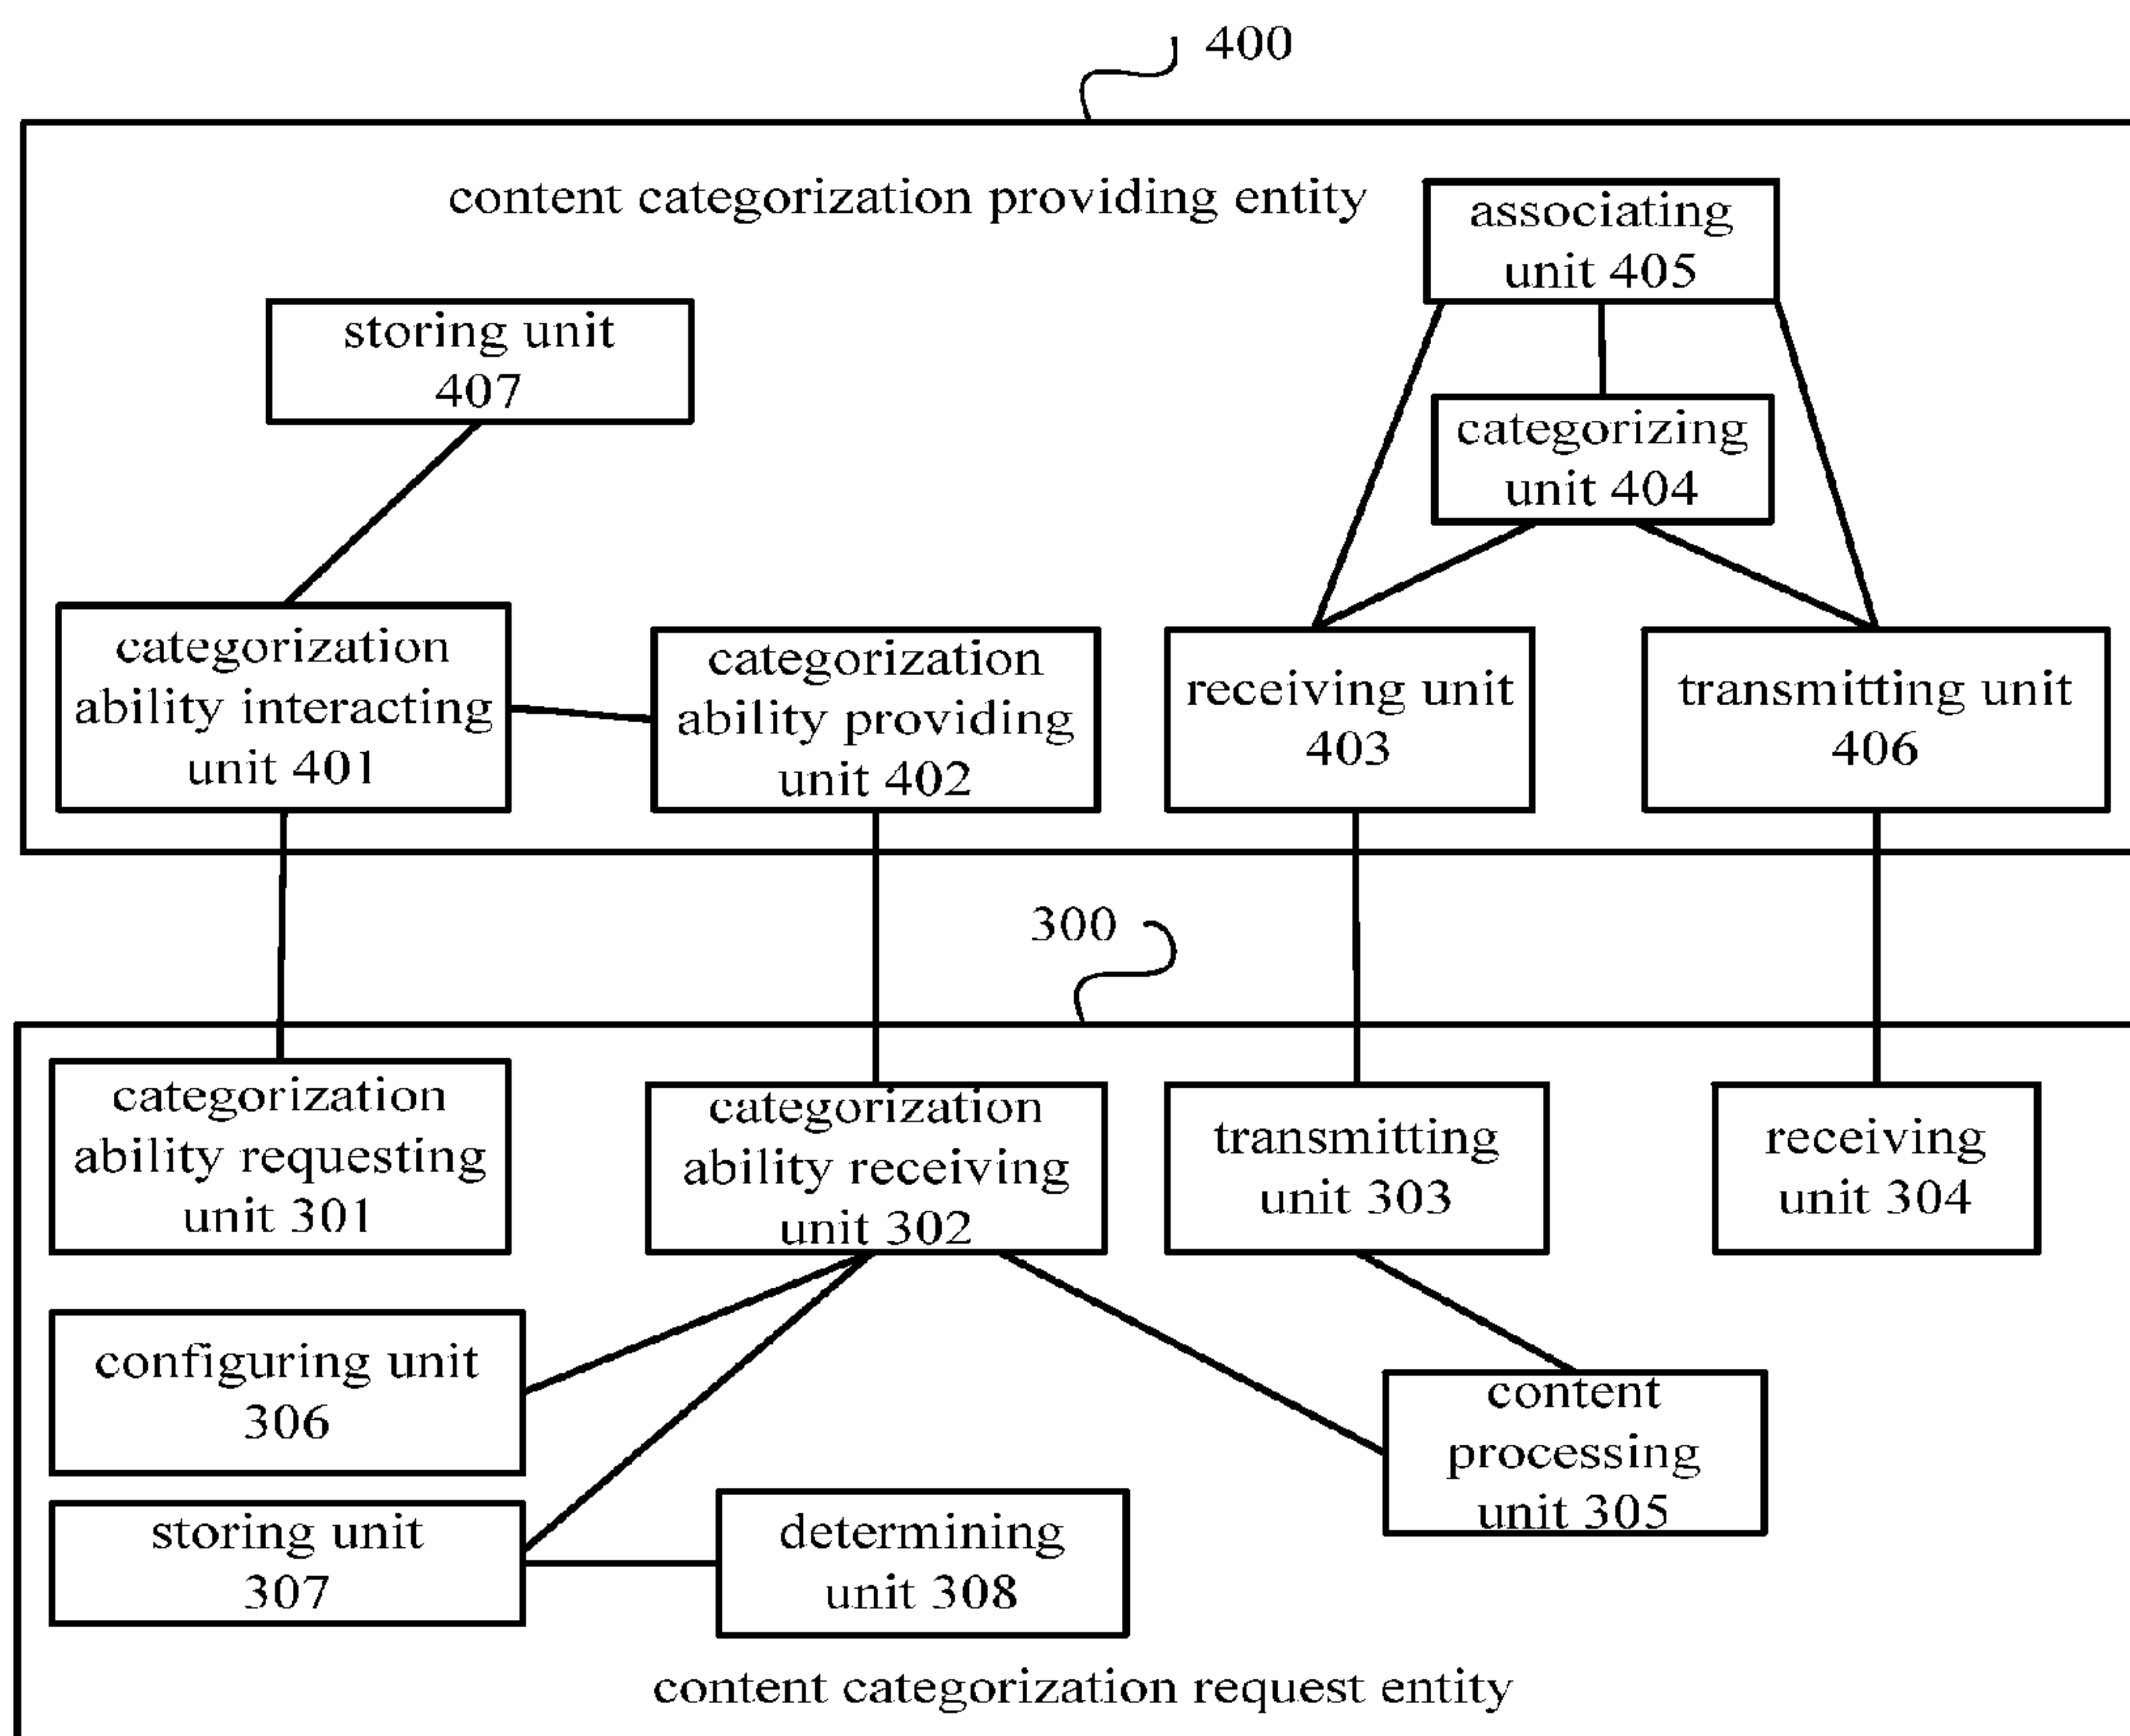 400
content categorization providing entity
associating
unit 405
storing unit
407
categorizing
unit 404
categorization
ability interacting
unit 401
categorization
ability providing
unit 402
receiving unit
403
transmitting unit
406
300
categorization
ability requesting
unit 301
categorization
ability receiving
unit 302
transmitting
unit 303
receiving
unit 304
configuring unit
306
content
processing
unit 305
storing unit
307
determining
unit 308
content categorization request entity